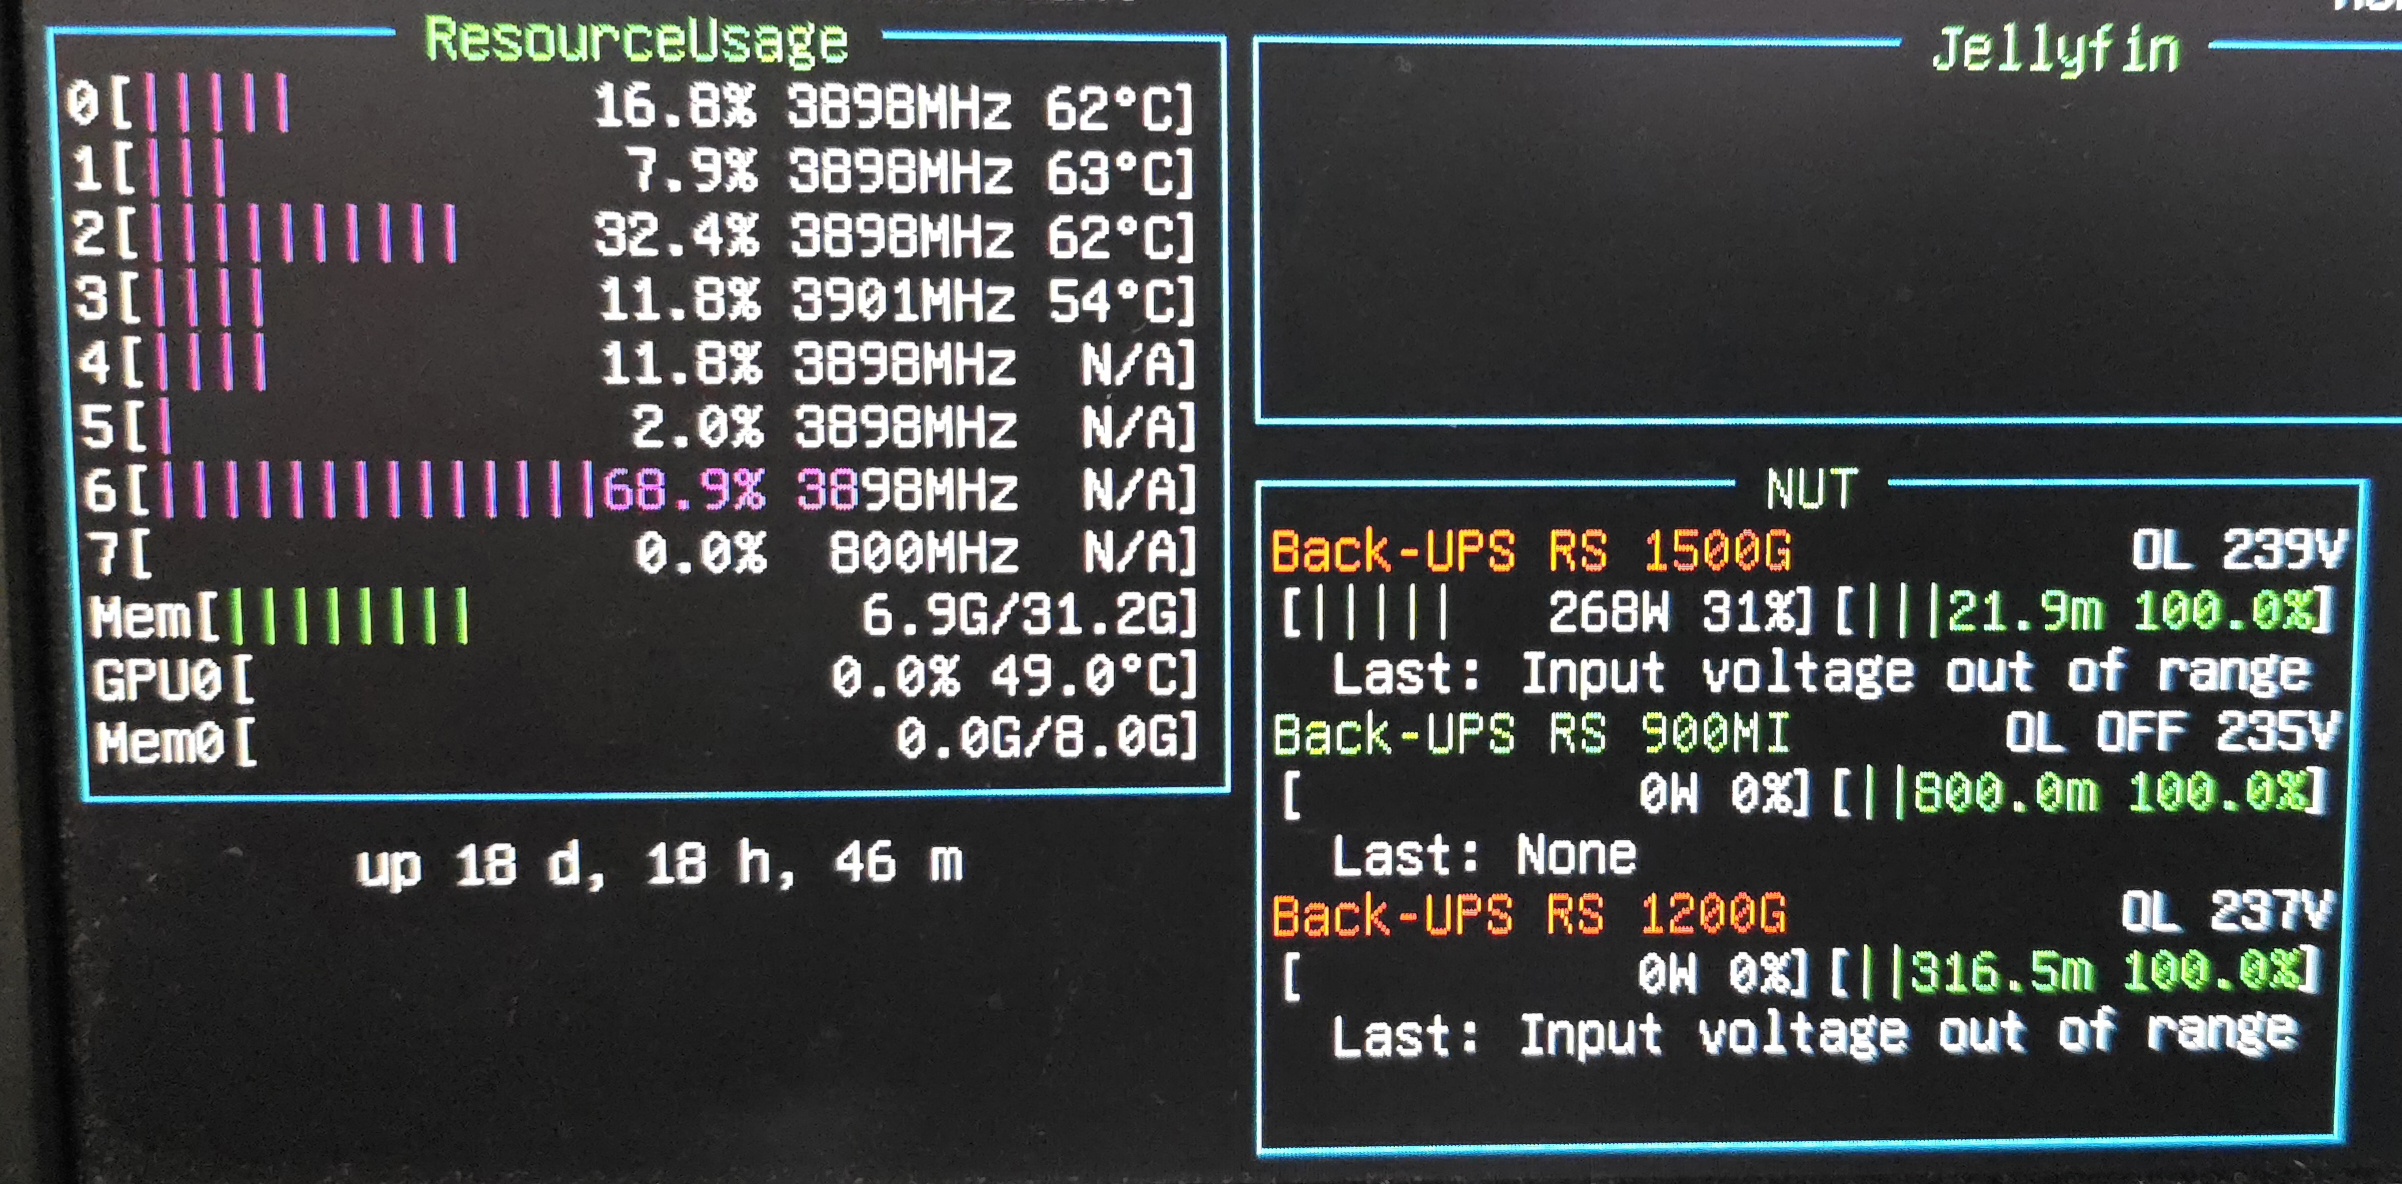 ResourceUsage
0[||||| 16.8% 3898MHz 62°C]
1[||| 7.9% 3898MHz 63°C]
2[|||||||||| 32.4% 3898MHz 62°C]
3[|||| 11.8% 3901MHz 54°C]
4[|||| 11.8% 3898MHz N/A]
5[| 2.0% 3898MHz N/A]
6[||||||||||||||68.9% 3898MHz N/A]
7[ 0.0% 800MHz N/A]
Mem[|||||||| 6.9G/31.2G]
GPU0[ 0.0% 49.0°C]
Mem0[ 0.0G/8.0G]
up 18 d, 18 h, 46 m
Jellyfin
NUT
Back-UPS RS 1500G OL 239V
[||||| 268W 31%][|||21.9m 100.0%]
Last: Input voltage out of range
Back-UPS RS 900MI OL OFF 235V
[ 0W 0%][||800.0m 100.0%]
Last: None
Back-UPS RS 1200G OL 237V
[ 0W 0%][||316.5m 100.0%]
Last: Input voltage out of range